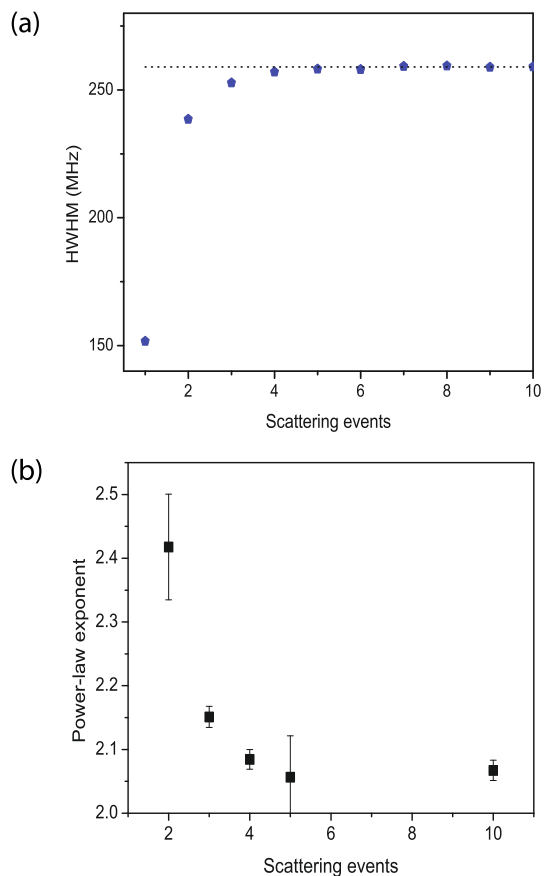 (a)
HWHM (MHz)
250
200
150
2 4 6 8 10
Scattering events
(b)
Power-law exponent
2.5
2.4
2.3
2.2
2.1
2.0
2 4 6 8 10
Scattering events